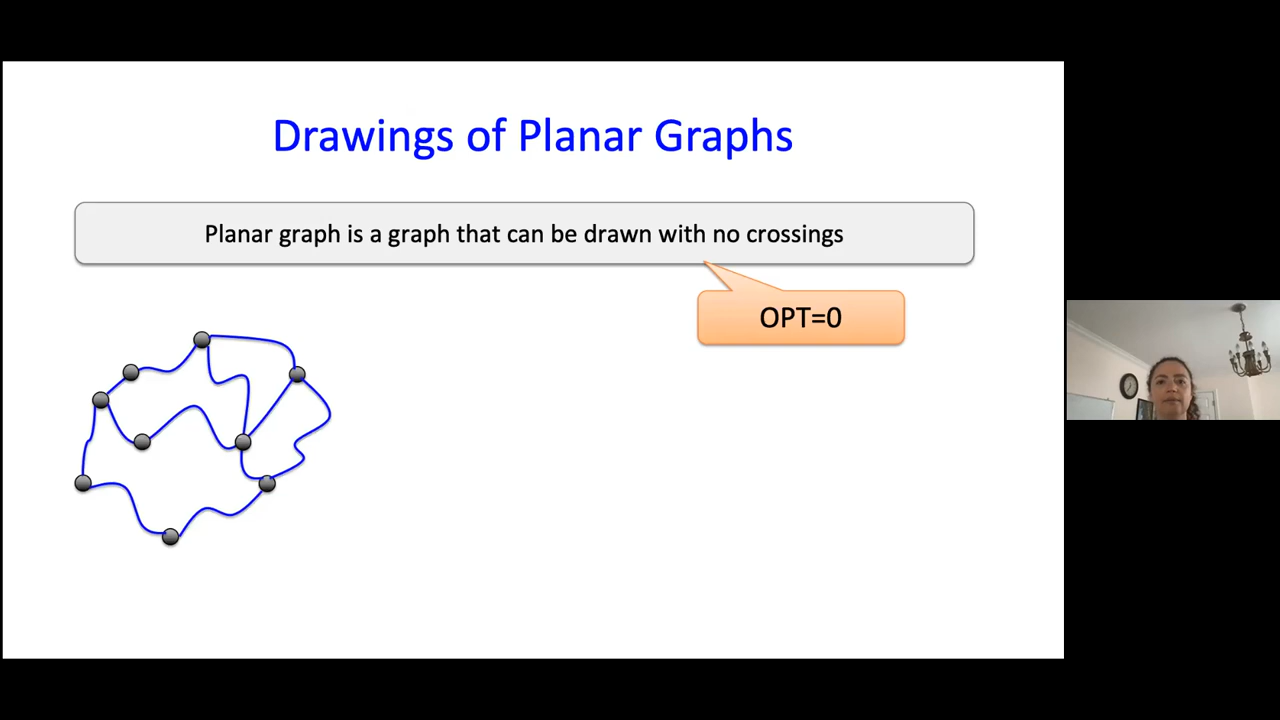 Drawings of Planar Graphs
Planar graph is a graph that can be drawn with no crossings
OPT=0